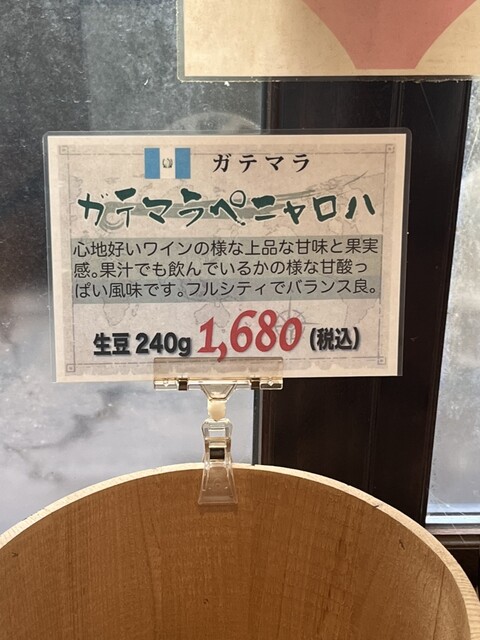 ガテマラ
ガテマラペニャロハ
心地好いワインの様な上品な甘味と果実
感。果汁でも飲んでいるかの様な甘酸っ
ぱい風味です。フルシティでバランス良。
生豆 240g 1,680 (税込)